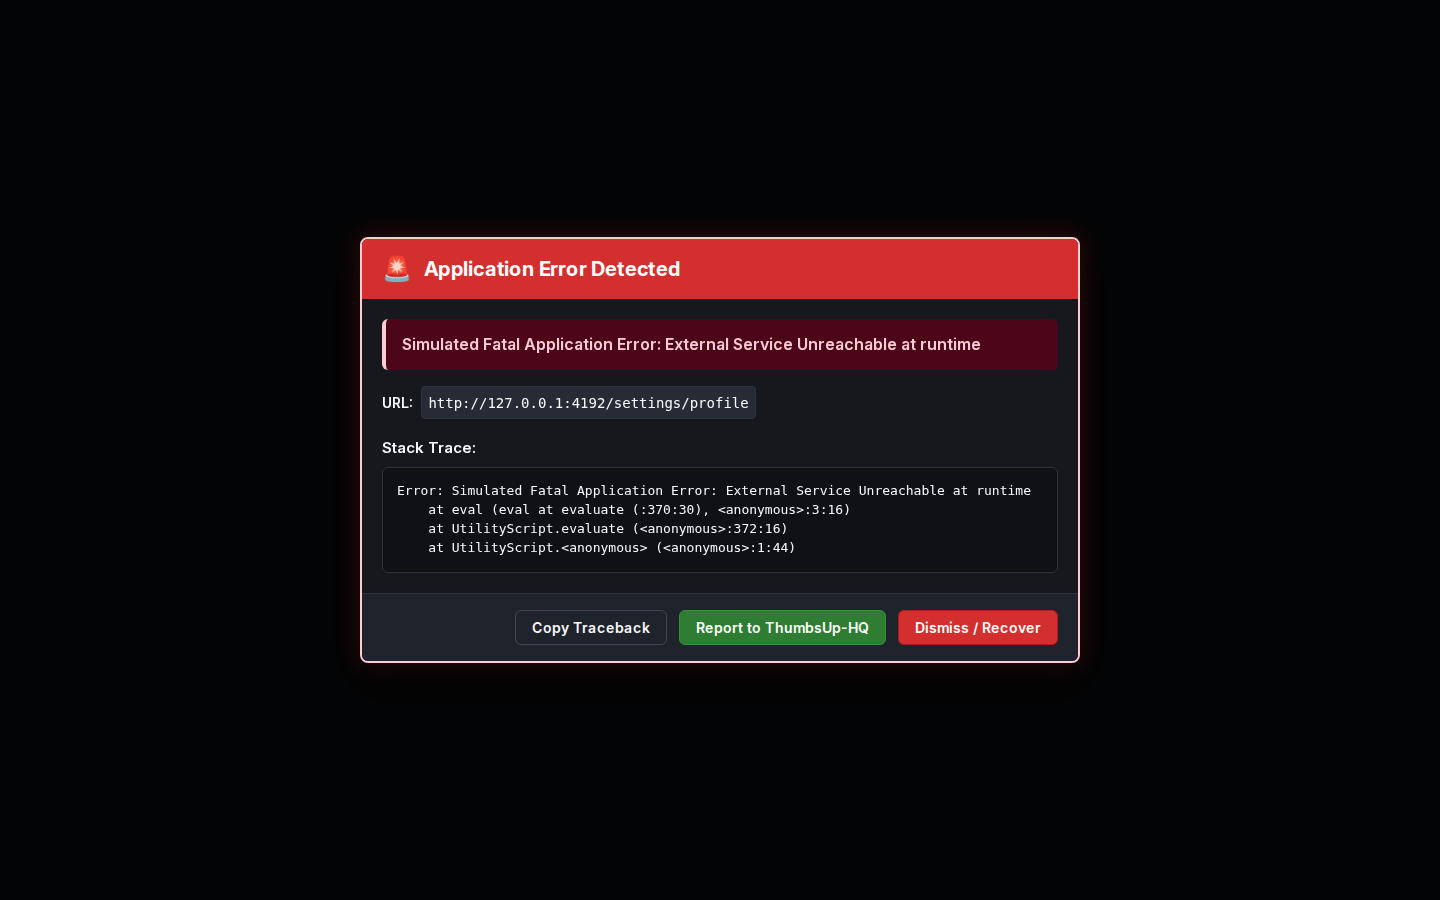 🚨 Application Error Detected
Simulated Fatal Application Error: External Service Unreachable at runtime
URL: http://127.0.0.1:4192/settings/profile
Stack Trace:
Error: Simulated Fatal Application Error: External Service Unreachable at runtime
    at eval (eval at evaluate (:370:30), <anonymous>:3:16)
    at UtilityScript.evaluate (<anonymous>:372:16)
    at UtilityScript.<anonymous> (<anonymous>:1:44)
Copy Traceback Report to ThumbsUp-HQ Dismiss / Recover